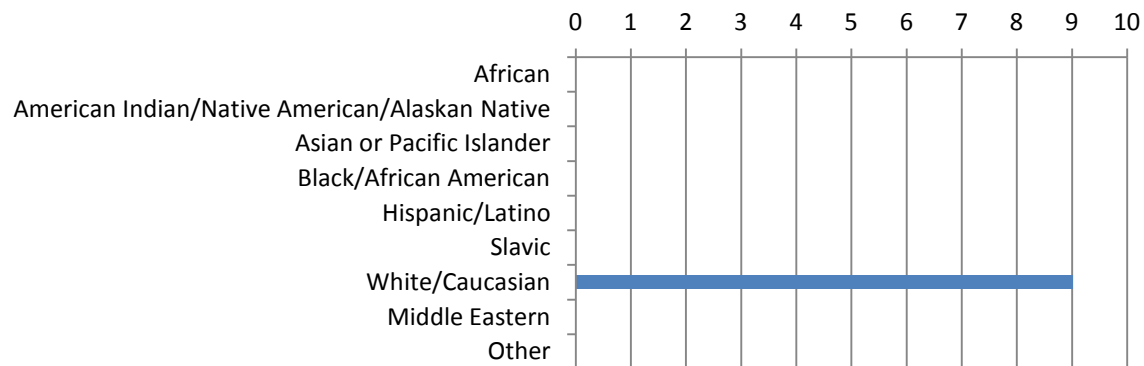 0 1 2 3 4 5 6 7 8 9 10
African
American Indian/Native American/Alaskan Native
Asian or Pacific Islander
Black/African American
Hispanic/Latino
Slavic
White/Caucasian
Middle Eastern
Other